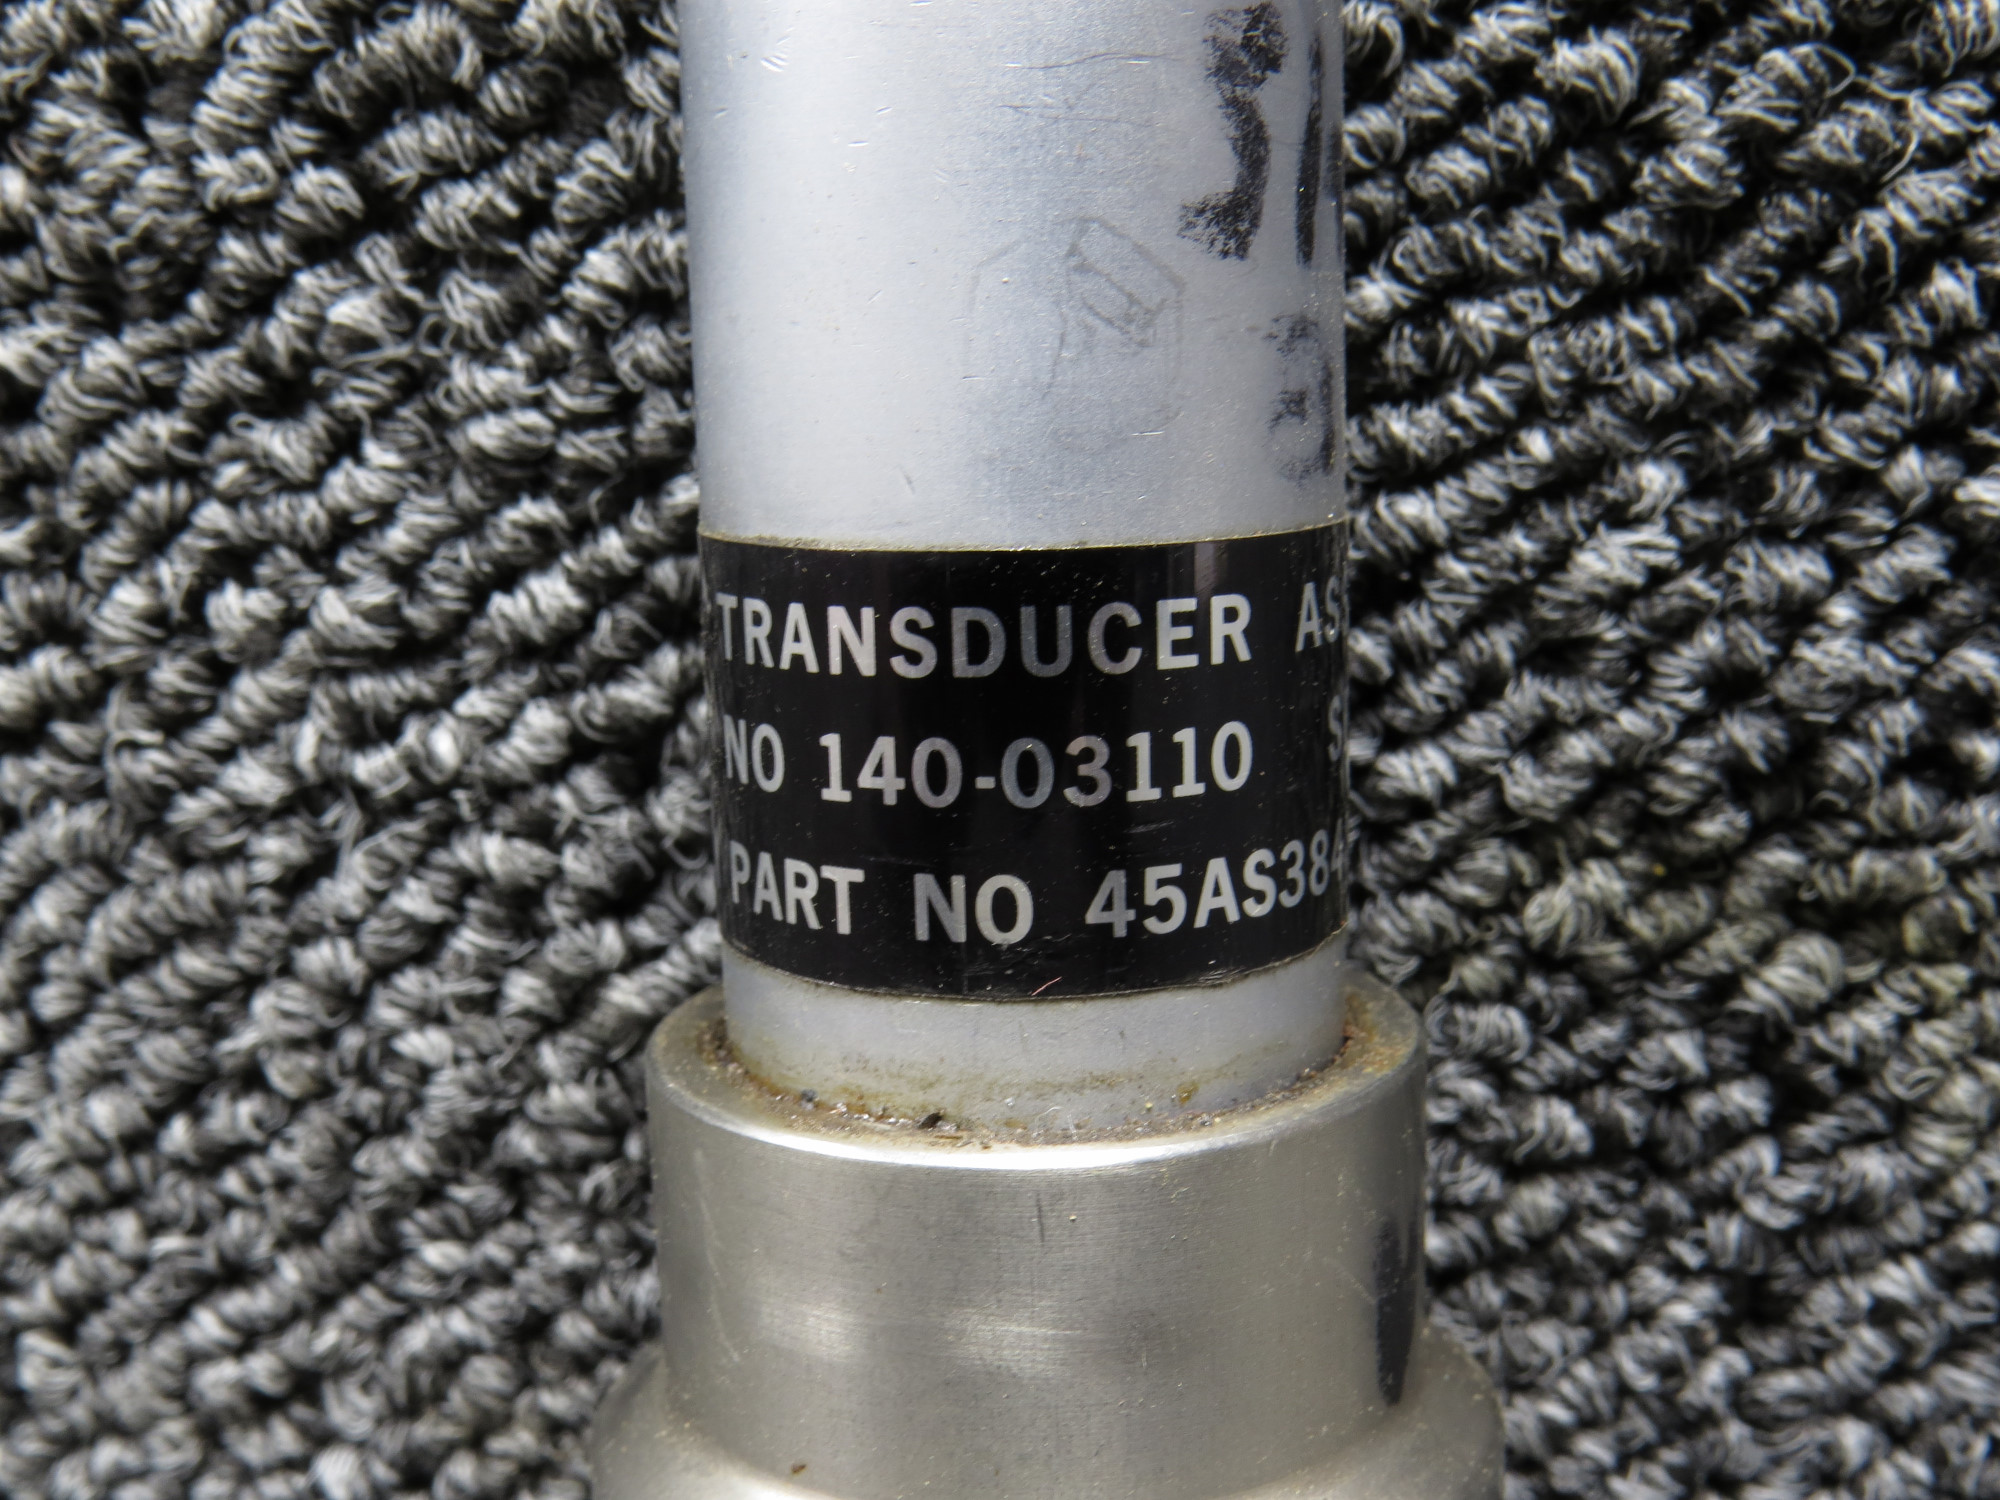 TRANSDUCER AS
NO 140-03110 S
PART NO 45AS384